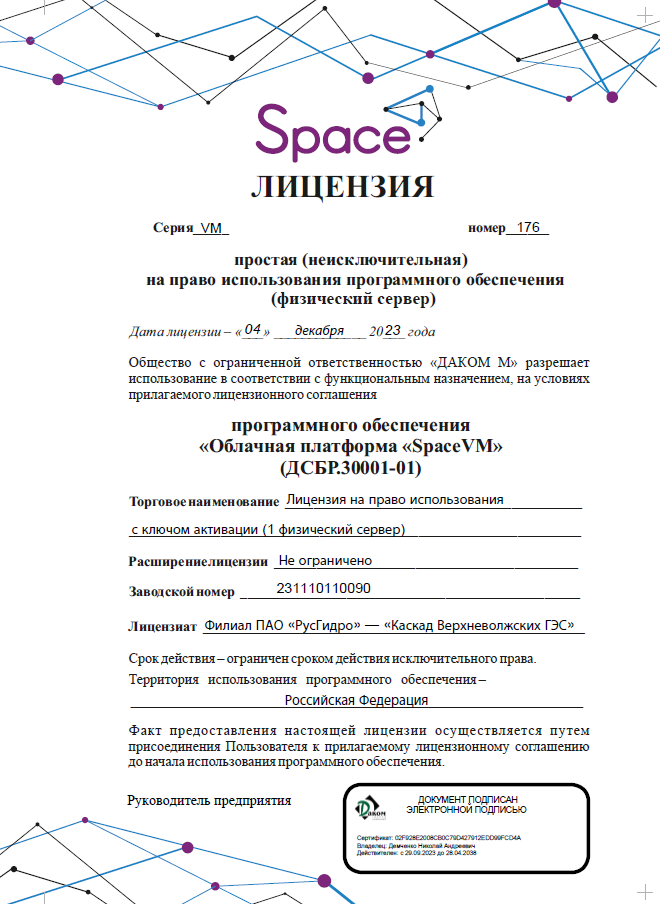 Space
ЛИЦЕНЗИЯ
Серия VM номер 176
простая (неисключительная)
на право использования программного обеспечения
(физический сервер)
Дата лицензии – « 04 » декабря 2023 года
Общество с ограниченной ответственностью «ДАКОМ М» разрешает
использование в соответствии с функциональным назначением, на условиях
прилагаемого лицензионного соглашения
программного обеспечения
«Облачная платформа «SpaceVM»
(ДСБР.30001-01)
Торговое наименование Лицензия на право использования
с ключом активации (1 физический сервер)
Расширение лицензии Не ограничено
Заводской номер 231110110090
Лицензиат Филиал ПАО «РусГидро» — «Каскад Верхневолжских ГЭС»
Срок действия – ограничен сроком действия исключительного права.
Территория использования программного обеспечения –
Российская Федерация
Факт предоставления настоящей лицензии осуществляется путем
присоединения Пользователя к прилагаемому лицензионному соглашению
до начала использования программного обеспечения.
Руководитель предприятия
Даком
ДОКУМЕНТ ПОДПИСАН
ЭЛЕКТРОННОЙ ПОДПИСЬЮ
Сертификат: 02F928E2008CB0C79D427912EDD99FCD4A
Владелец: Демченко Николай Андреевич
Действителен: с 29.09.2023 до 28.04.2038